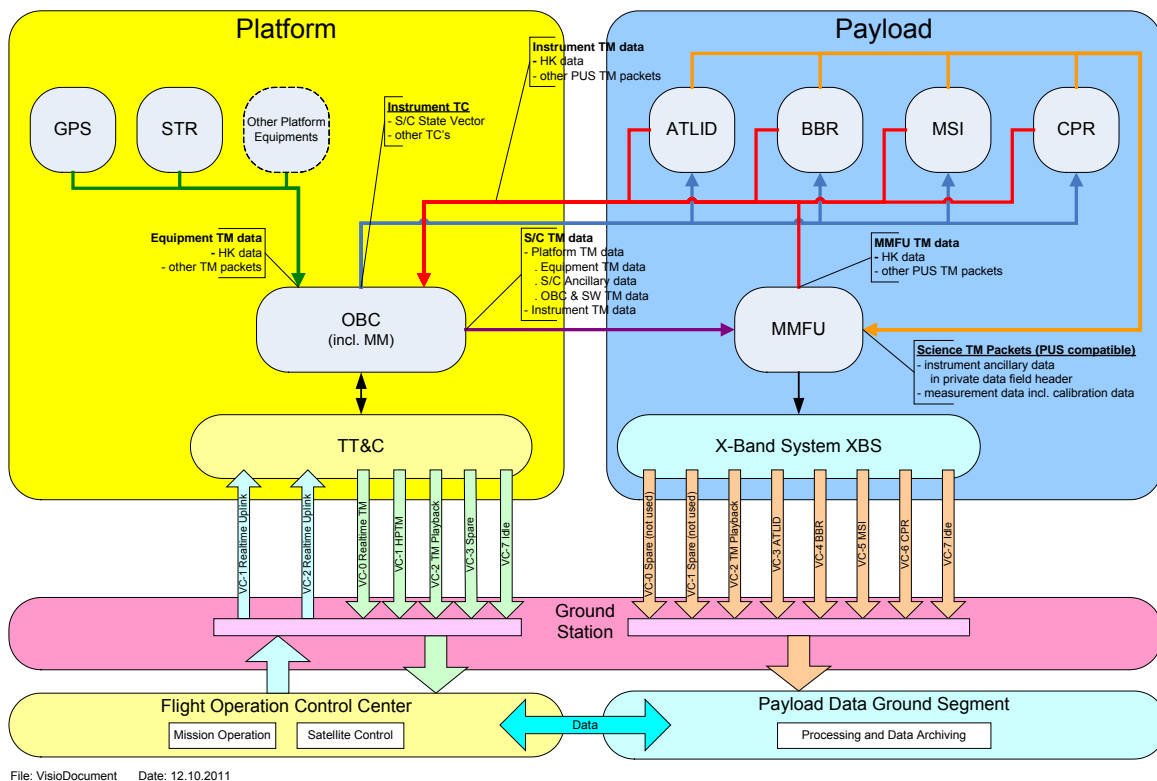 Platform
Payload
Instrument TM data
- HK data
- other PUS TM packets
GPS
STR
Other Platform
Equipments
Instrument TC
- S/C State Vector
- other TC's
ATLID
BBR
MSI
CPR
Equipment TM data
- HK data
- other TM packets
S/C TM data
- Platform TM data
. Equipment TM data
. S/C Ancillary data
. OBC & SW TM data
- Instrument TM data
MMFU TM data
- HK data
- other PUS TM packets
OBC
(incl. MM)
MMFU
Science TM Packets (PUS compatible)
- instrument ancillary data
in private data field header
- measurement data incl. calibration data
TT&C
X-Band System XBS
VC-1 Realtime Uplink
VC-2 Realtime Uplink
VC-0 Realtime TM
VC-1 HPTM
VC-2 TM Playback
VC-3 Spare
VC-7 Idle
VC-0 Spare (not used)
VC-1 Spare (not used)
VC-2 TM Playback
VC-3 ATLID
VC-4 BBR
VC-5 MSI
VC-6 CPR
VC-7 Idle
Ground
Station
Flight Operation Control Center
Mission Operation
Satellite Control
Data
Payload Data Ground Segment
Processing and Data Archiving
File: VisioDocument Date: 12.10.2011